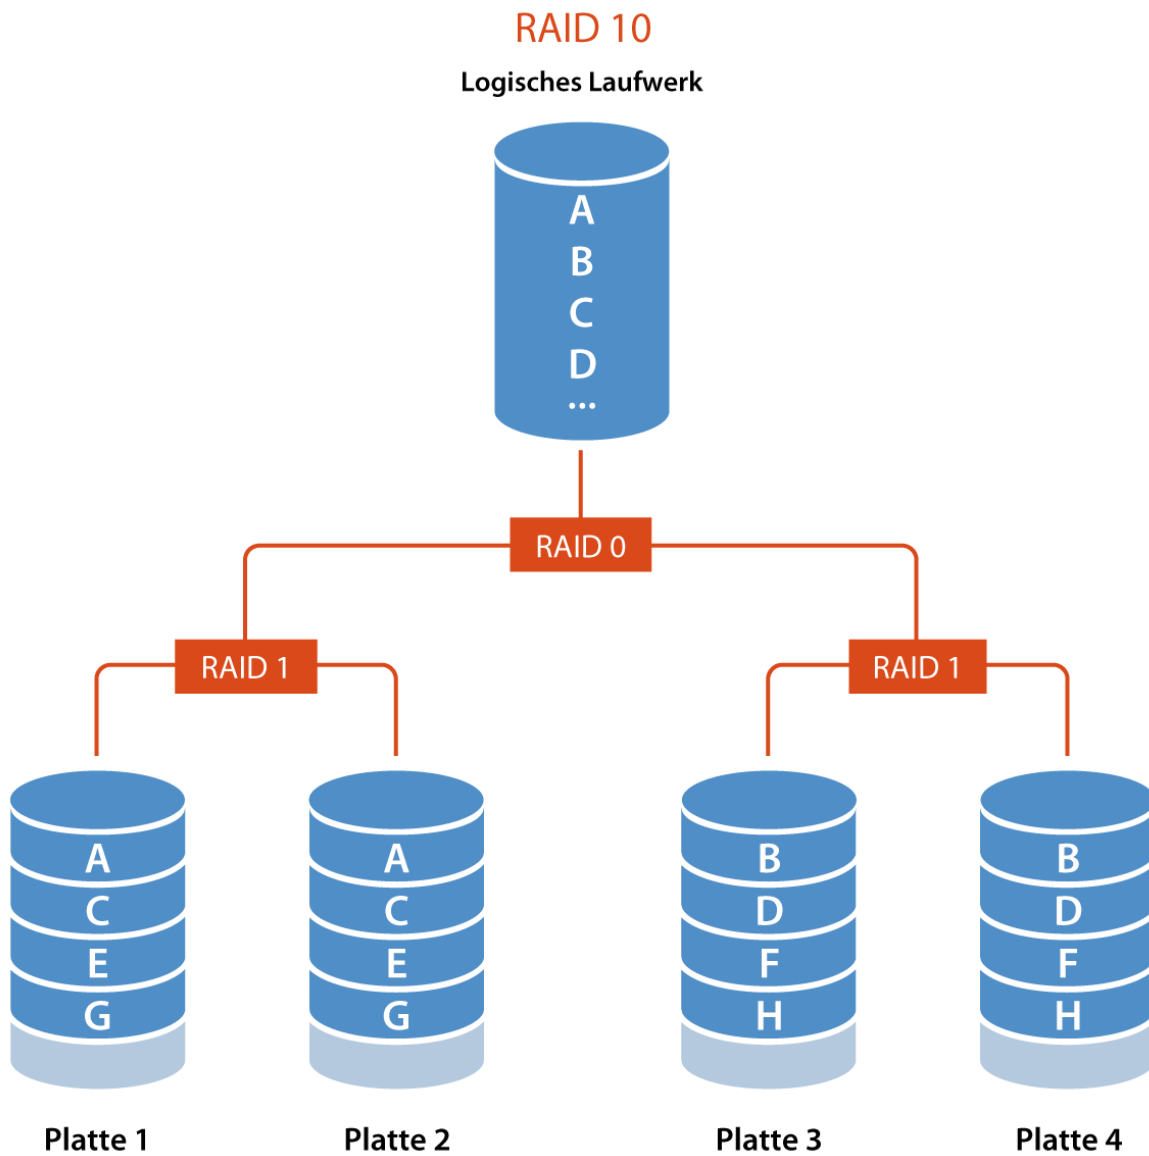 RAID 10
Logisches Laufwerk
A
B
C
D
...
RAID 0
RAID 1
RAID 1
A
C
E
G
A
C
E
G
B
D
F
H
B
D
F
H
Platte 1
Platte 2
Platte 3
Platte 4